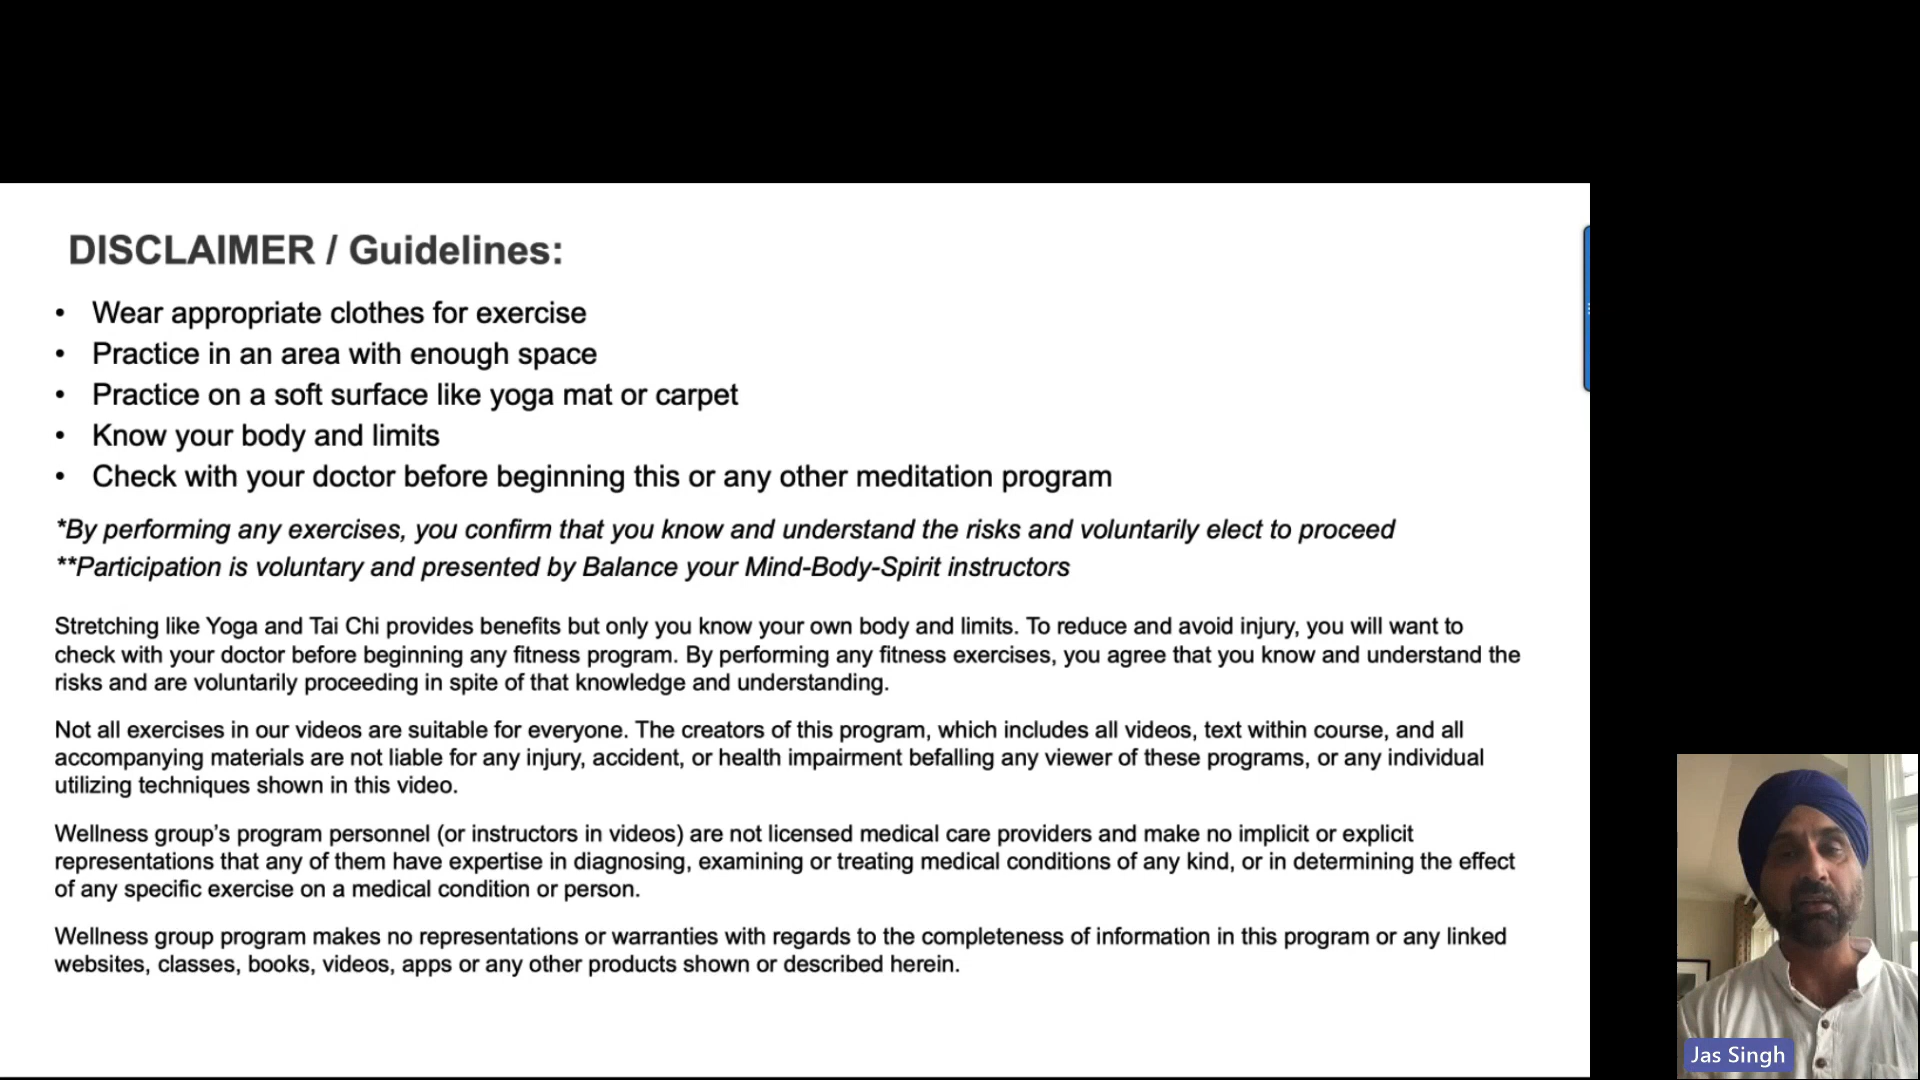 DISCLAIMER / Guidelines:
• Wear appropriate clothes for exercise
• Practice in an area with enough space
• Practice on a soft surface like yoga mat or carpet
• Know your body and limits
• Check with your doctor before beginning this or any other meditation program
*By performing any exercises, you confirm that you know and understand the risks and voluntarily elect to proceed
**Participation is voluntary and presented by Balance your Mind-Body-Spirit instructors
Stretching like Yoga and Tai Chi provides benefits but only you know your own body and limits. To reduce and avoid injury, you will want to
check with your doctor before beginning any fitness program. By performing any fitness exercises, you agree that you know and understand the
risks and are voluntarily proceeding in spite of that knowledge and understanding.
Not all exercises in our videos are suitable for everyone. The creators of this program, which includes all videos, text within course, and all
accompanying materials are not liable for any injury, accident, or health impairment befalling any viewer of these programs, or any individual
utilizing techniques shown in this video.
Wellness group’s program personnel (or instructors in videos) are not licensed medical care providers and make no implicit or explicit
representations that any of them have expertise in diagnosing, examining or treating medical conditions of any kind, or in determining the effect
of any specific exercise on a medical condition or person.
Wellness group program makes no representations or warranties with regards to the completeness of information in this program or any linked
websites, classes, books, videos, apps or any other products shown or described herein.
Jas Singh